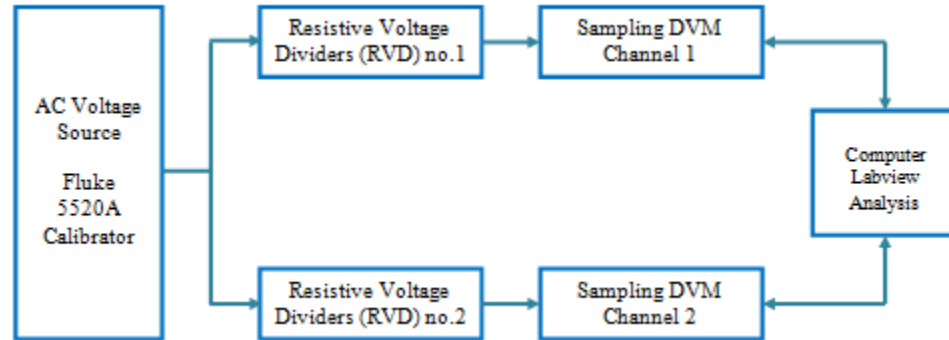 AC Voltage
Source
Fluke
5520A
Calibrator
Resistive Voltage
Dividers (RVD) no.1
Sampling DVM
Channel 1
Computer
Labview
Analysis
Resistive Voltage
Dividers (RVD) no.2
Sampling DVM
Channel 2